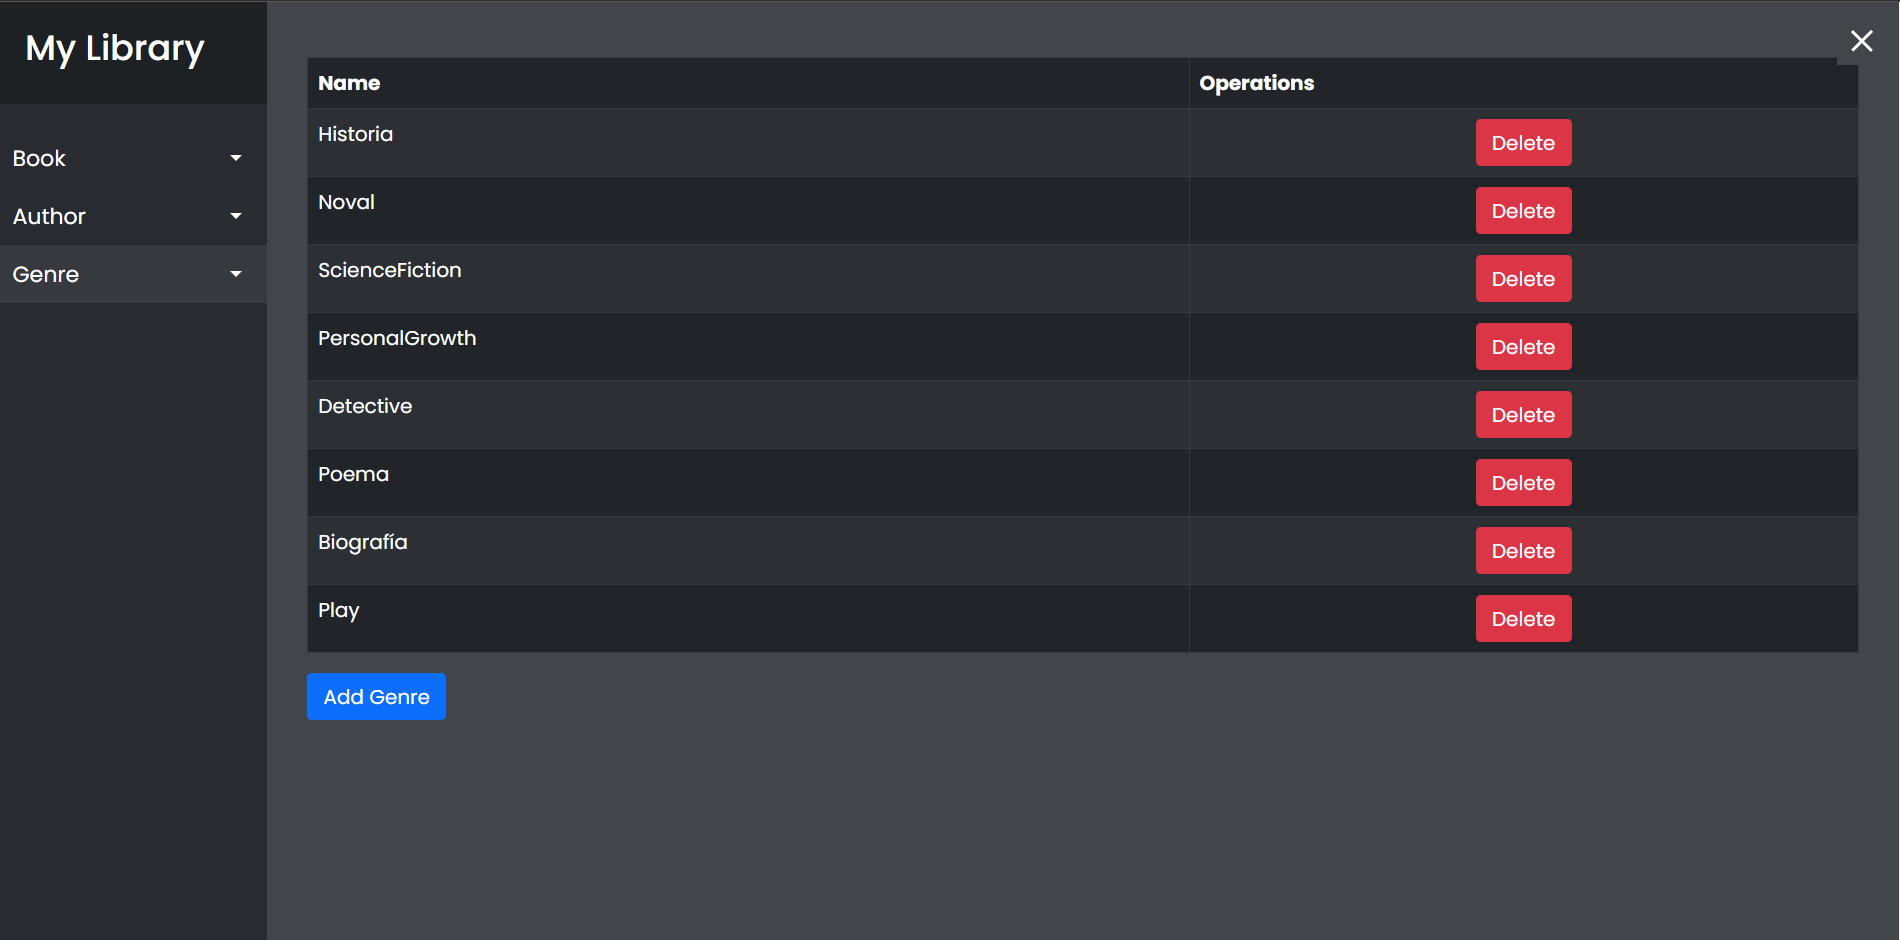 My Library
Book
Author
Genre
Name Operations
Historia Delete
Noval Delete
ScienceFiction Delete
PersonalGrowth Delete
Detective Delete
Poema Delete
Biografía Delete
Play Delete
Add Genre